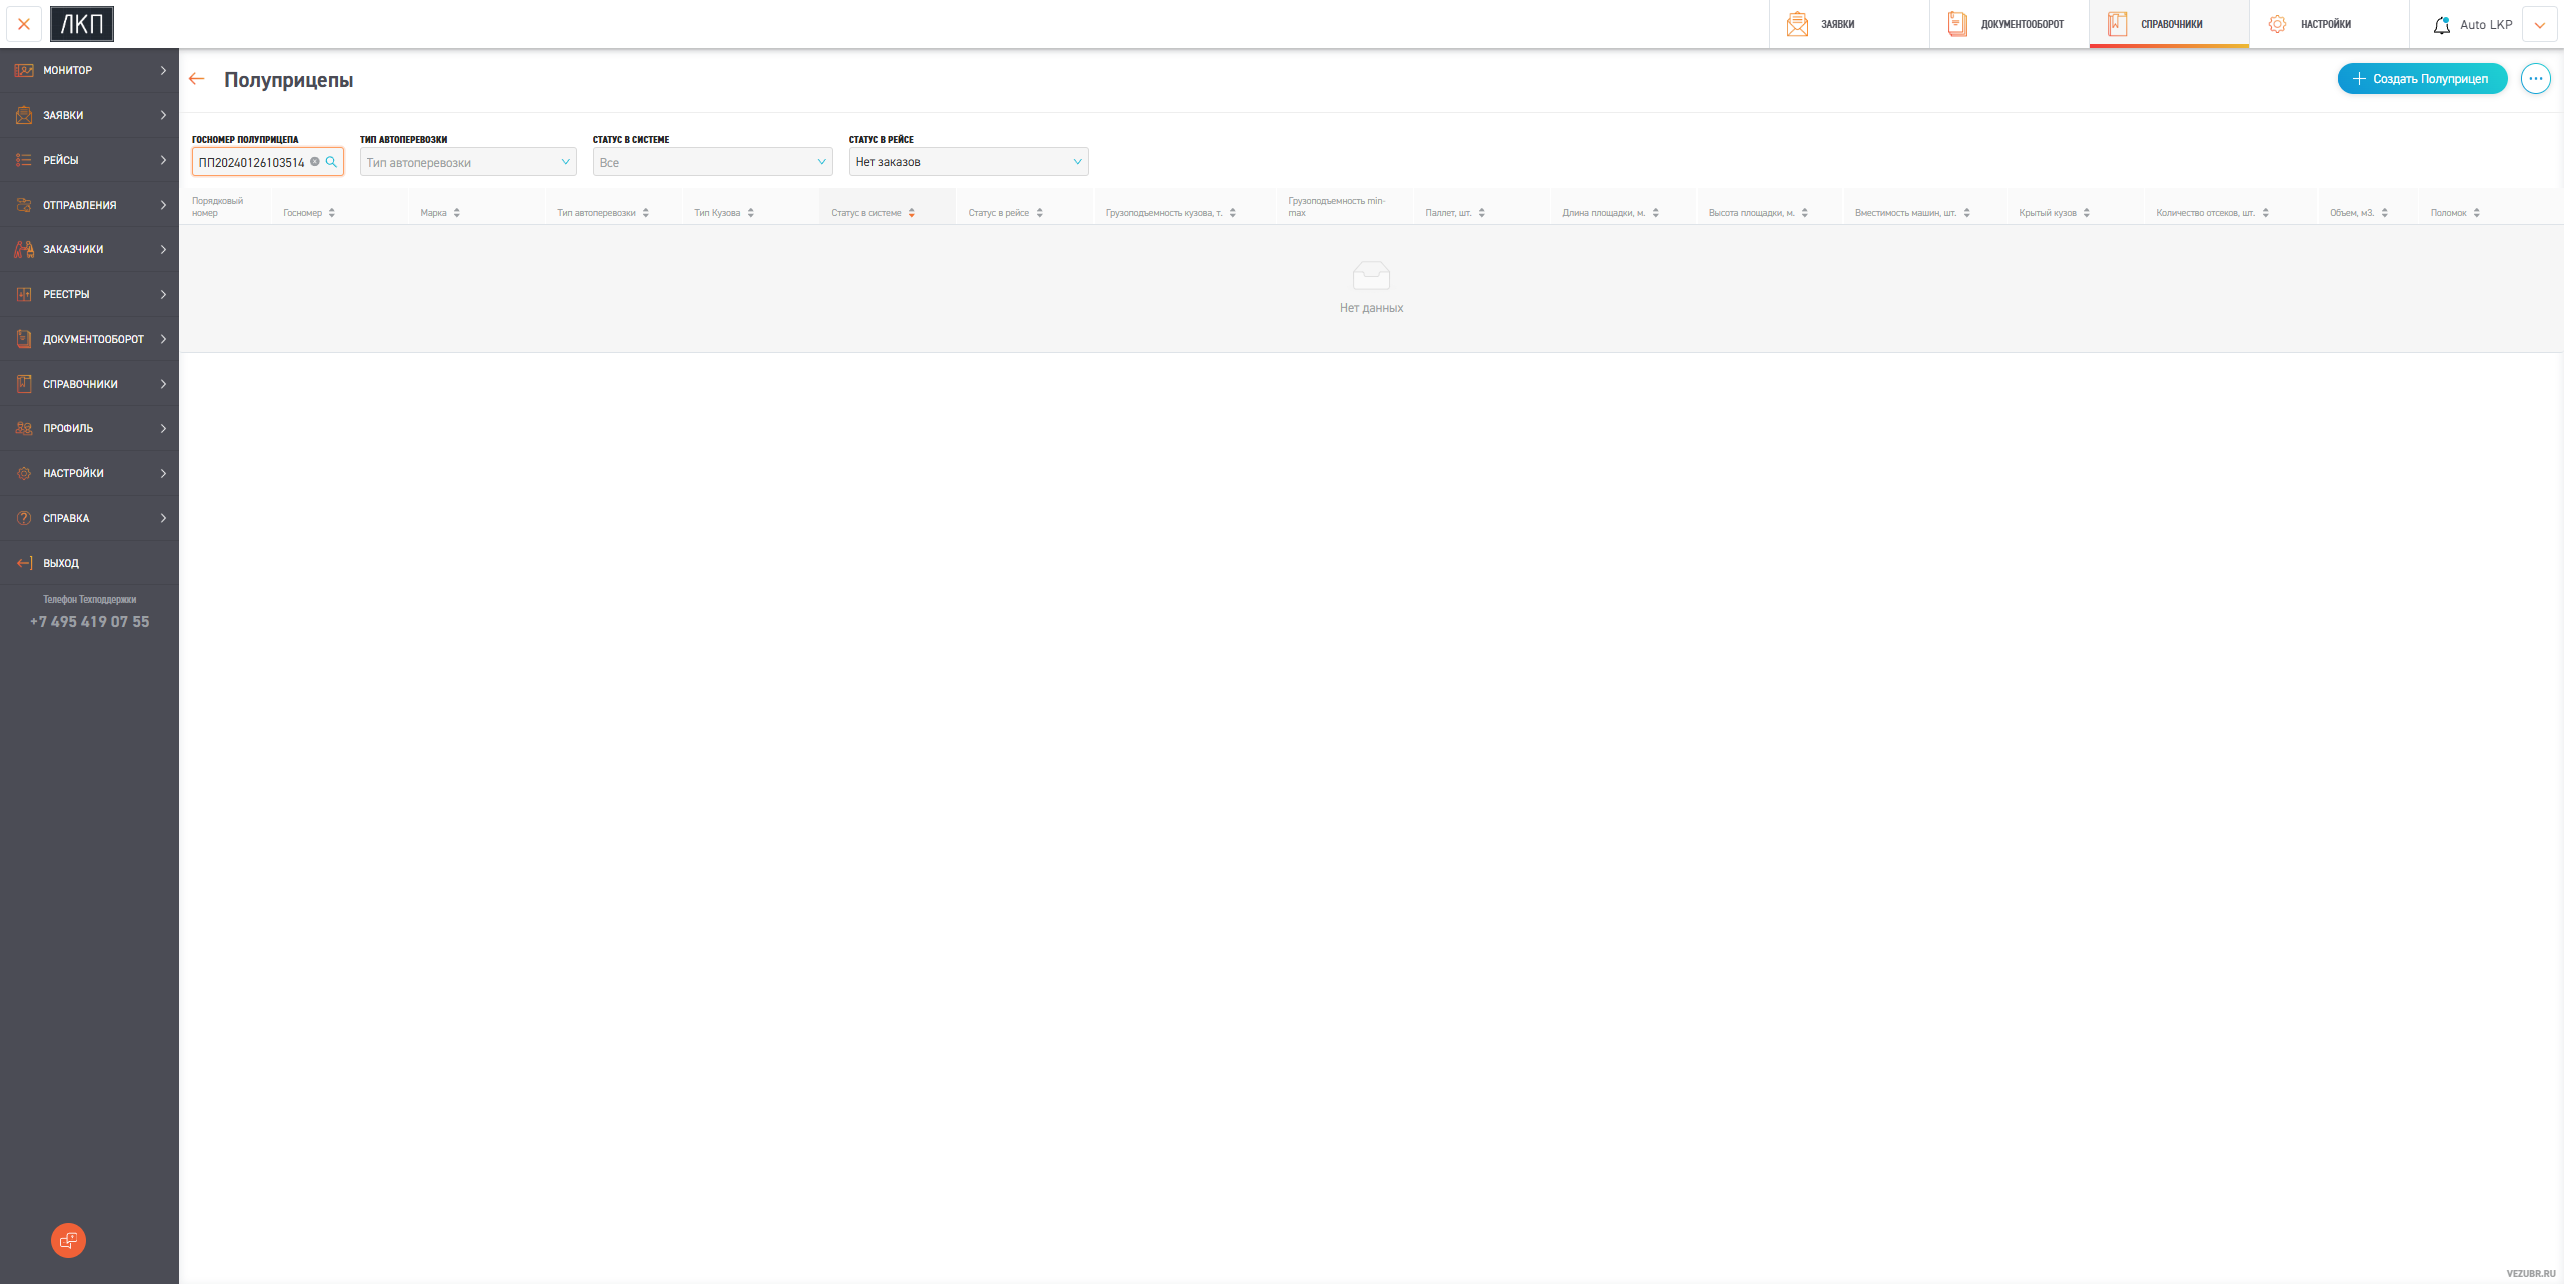 ЛКП
ЗАЯВКИ
ДОКУМЕНТООБОРОТ
СПРАВОЧНИКИ
НАСТРОЙКИ
Auto LKP
МОНИТОР
ЗАЯВКИ
РЕЙСЫ
ОТПРАВЛЕНИЯ
ЗАКАЗЧИКИ
РЕЕСТРЫ
ДОКУМЕНТООБОРОТ
СПРАВОЧНИКИ
ПРОФИЛЬ
НАСТРОЙКИ
СПРАВКА
ВЫХОД
Телефон Техподдержки
+7 495 419 07 55
Полуприцепы
Создать Полуприцеп
ГОСНОМЕР ПОЛУПРИЦЕПА
ПП20240126103514
ТИП АВТОПЕРЕВОЗКИ
Тип автоперевозки
СТАТУС В СИСТЕМЕ
Все
СТАТУС В РЕЙСЕ
Нет заказов
Порядковый
номер
Госномер
Марка
Тип автоперевозки
Тип Кузова
Статус в системе
Статус в рейсе
Грузоподъемность кузова, т.
Грузоподъемность min-
max
Паллет, шт.
Длина площадки, м.
Высота площадки, м.
Вместимость машин, шт.
Крытый кузов
Количество отсеков, шт.
Объем, м3.
Поломок
Нет данных
VEZUBR.RU